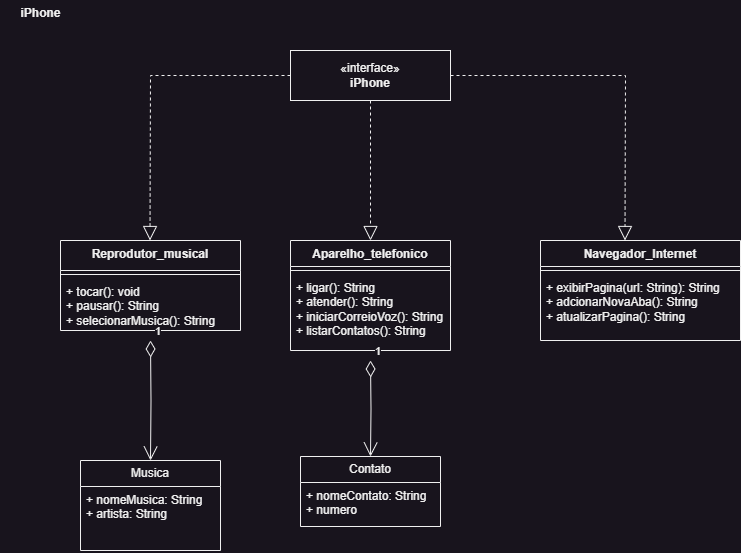 iPhone
«interface»
iPhone
Reprodutor_musical
+ tocar(): void
+ pausar(): String
+ selecionarMusica(): String
1
Aparelho_telefonico
+ ligar(): String
+ atender(): String
+ iniciarCorreioVoz(): String
+ listarContatos(): String
1
Navegador_Internet
+ exibirPagina(url: String): String
+ adcionarNovaAba(): String
+ atualizarPagina(): String
Musica
+ nomeMusica: String
+ artista: String
Contato
+ nomeContato: String
+ numero